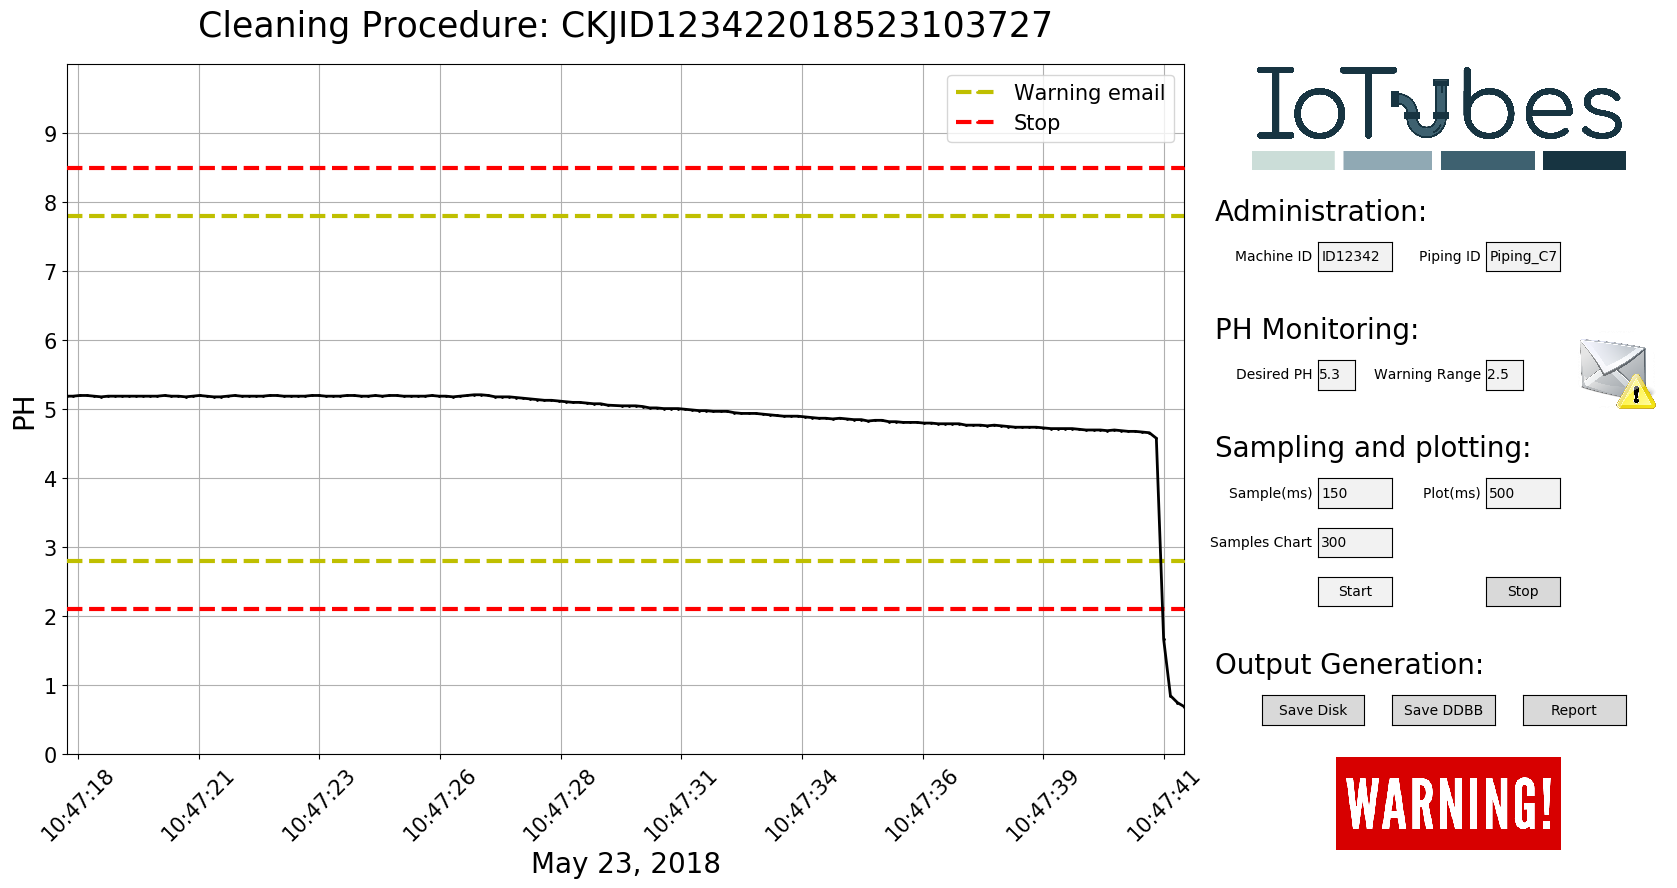 Cleaning Procedure: CKJID123422018523103727
Warning email
Stop
9
8
7
6
5
4
3
2
1
0
PH
10:47:18
10:47:21
10:47:23
10:47:26
10:47:28
10:47:31
10:47:34
10:47:36
10:47:39
10:47:41
May 23, 2018
IoTubes
Administration:
Machine ID ID12342 Piping ID Piping_C7
PH Monitoring:
Desired PH 5.3 Warning Range 2.5
Sampling and plotting:
Sample(ms) 150 Plot(ms) 500
Samples Chart 300
Start Stop
Output Generation:
Save Disk Save DDBB Report
WARNING!